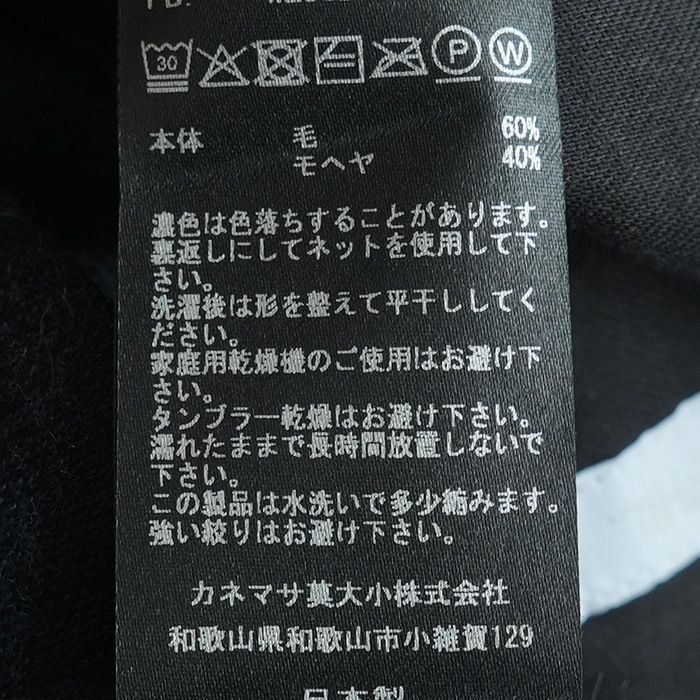 30 P W
本体 毛 60%
モヘヤ 40%
濃色は色落ちすることがあります。
裏返しにしてネットを使用して下
さい。
洗濯後は形を整えて平干ししてく
ださい。
家庭用乾燥機のご使用はお避け下
さい。
タンブラー乾燥はお避け下さい。
濡れたままで長時間放置しないで
下さい。
この製品は水洗いで多少縮みます。
強い絞りはお避け下さい。
カネマサ莫大小株式会社
和歌山県和歌山市小雑賀129
日本製